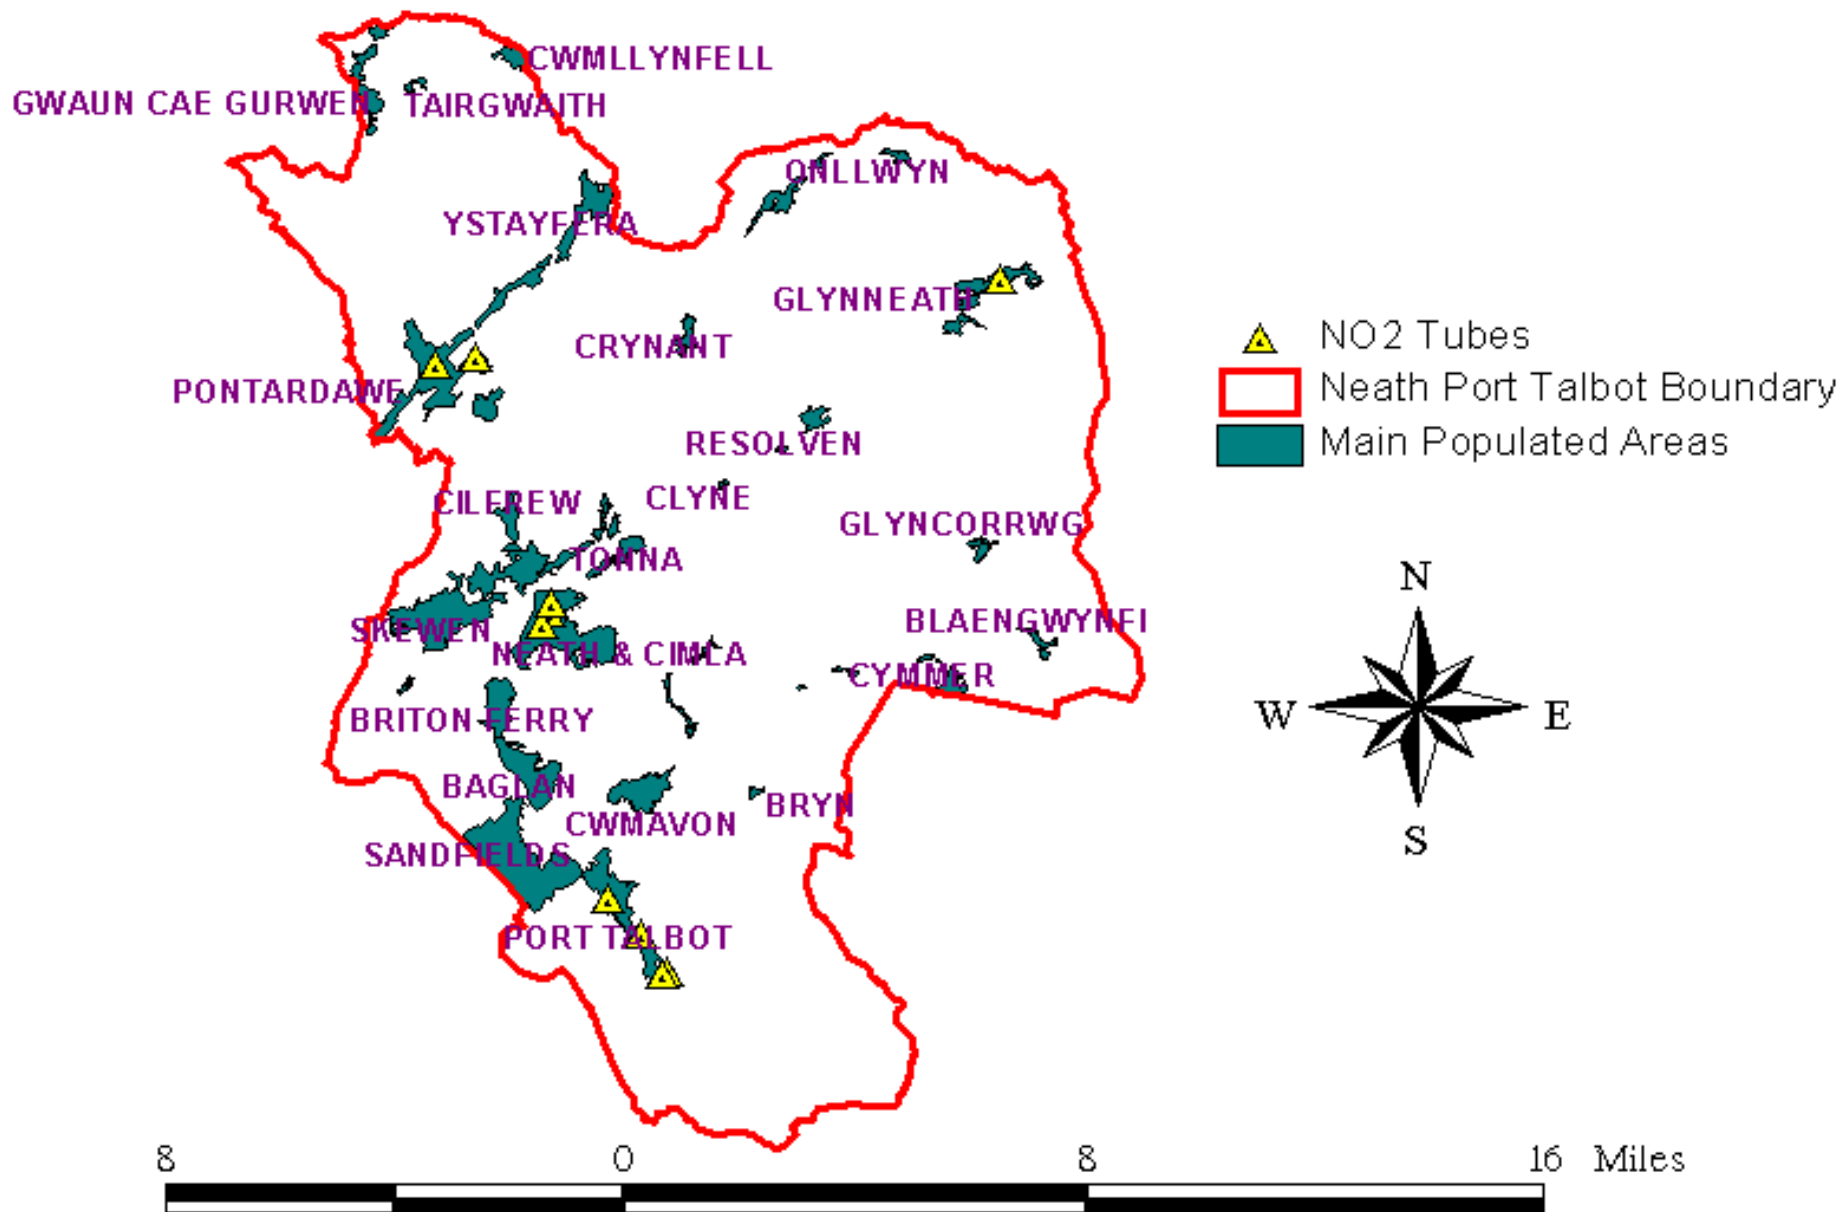 CWMLLYNFELL
GWAUN CAE GURWEN
TAIRGWAITH
ONLLWYN
YSTAYFERA
GLYNNEATH
CRYNANT
PONTARDAWE
RESOLVEN
CILFREW
CLYNE
GLYNCORRWG
TONNA
BLAENGWYNFI
SKEWEN
NEATH & CIMLA
CYMMER
BRITON FERRY
BAGLAN
BRYN
CWMAVON
SANDFIELDS
PORT TALBOT
NO2 Tubes
Neath Port Talbot Boundary
Main Populated Areas
N
W
E
S
8 0 8 16 Miles